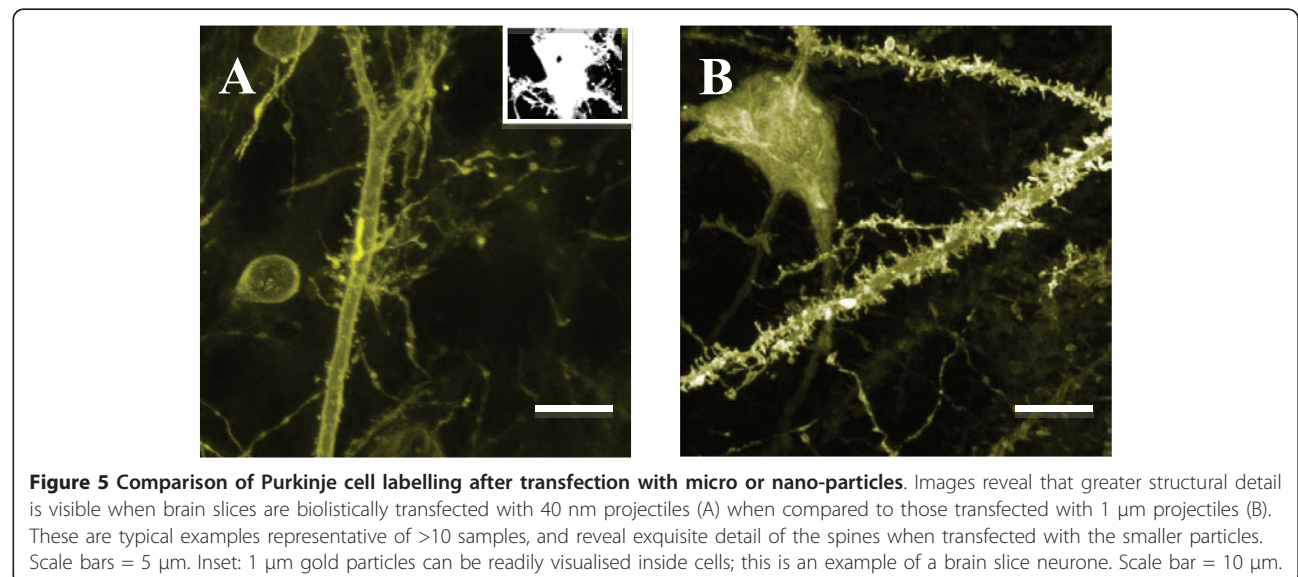 A
B
Figure 5 Comparison of Purkinje cell labelling after transfection with micro or nano-particles. Images reveal that greater structural detail
is visible when brain slices are biolistically transfected with 40 nm projectiles (A) when compared to those transfected with 1 μm projectiles (B).
These are typical examples representative of >10 samples, and reveal exquisite detail of the spines when transfected with the smaller particles.
Scale bars = 5 μm. Inset: 1 μm gold particles can be readily visualised inside cells; this is an example of a brain slice neurone. Scale bar = 10 μm.